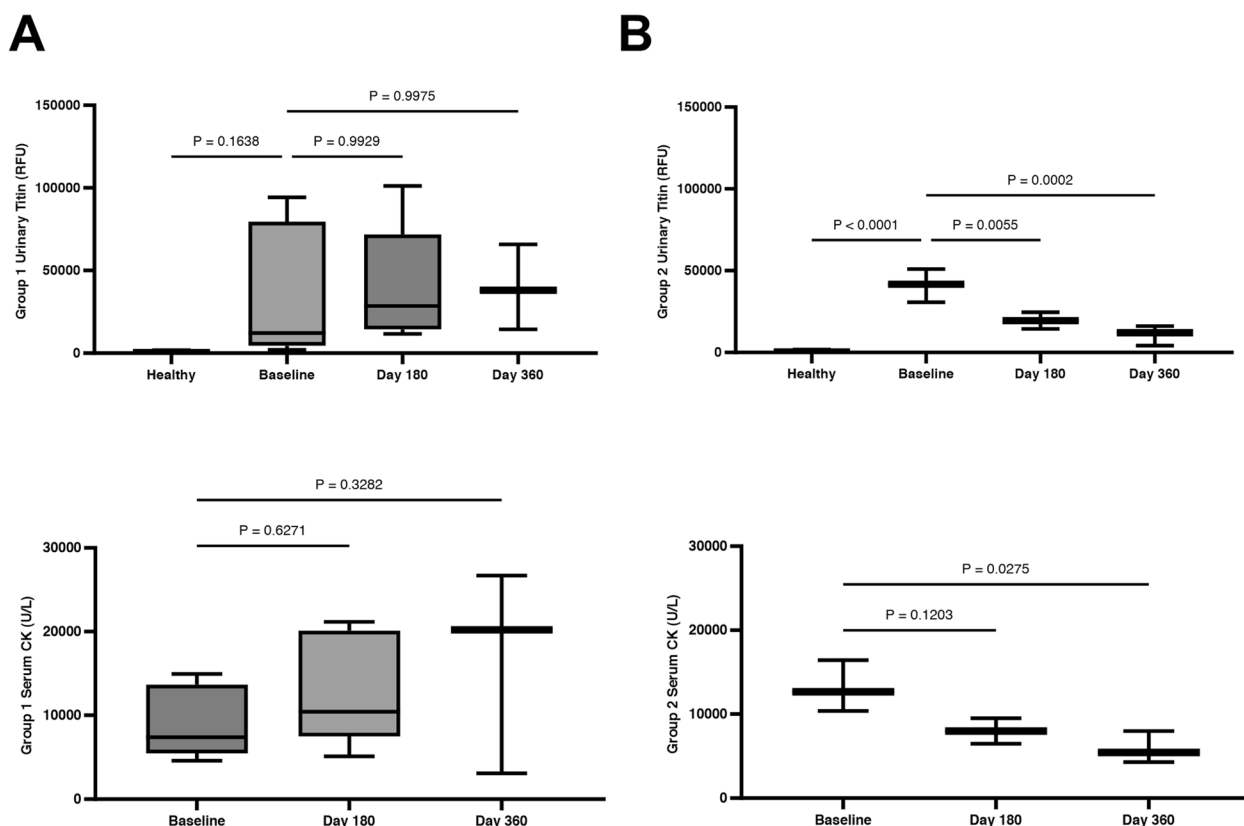 A
B
Group 1 Urinary Titin (RFU)
150000
100000
50000
0
P = 0.9975
P = 0.1638
P = 0.9929
Healthy
Baseline
Day 180
Day 360
Group 2 Urinary Titin (RFU)
150000
100000
50000
0
P = 0.0002
P < 0.0001
P = 0.0055
Healthy
Baseline
Day 180
Day 360
Group 1 Serum CK (U/L)
30000
20000
10000
0
P = 0.3282
P = 0.6271
Baseline
Day 180
Day 360
Group 2 Serum CK (U/L)
30000
20000
10000
0
P = 0.0275
P = 0.1203
Baseline
Day 180
Day 360